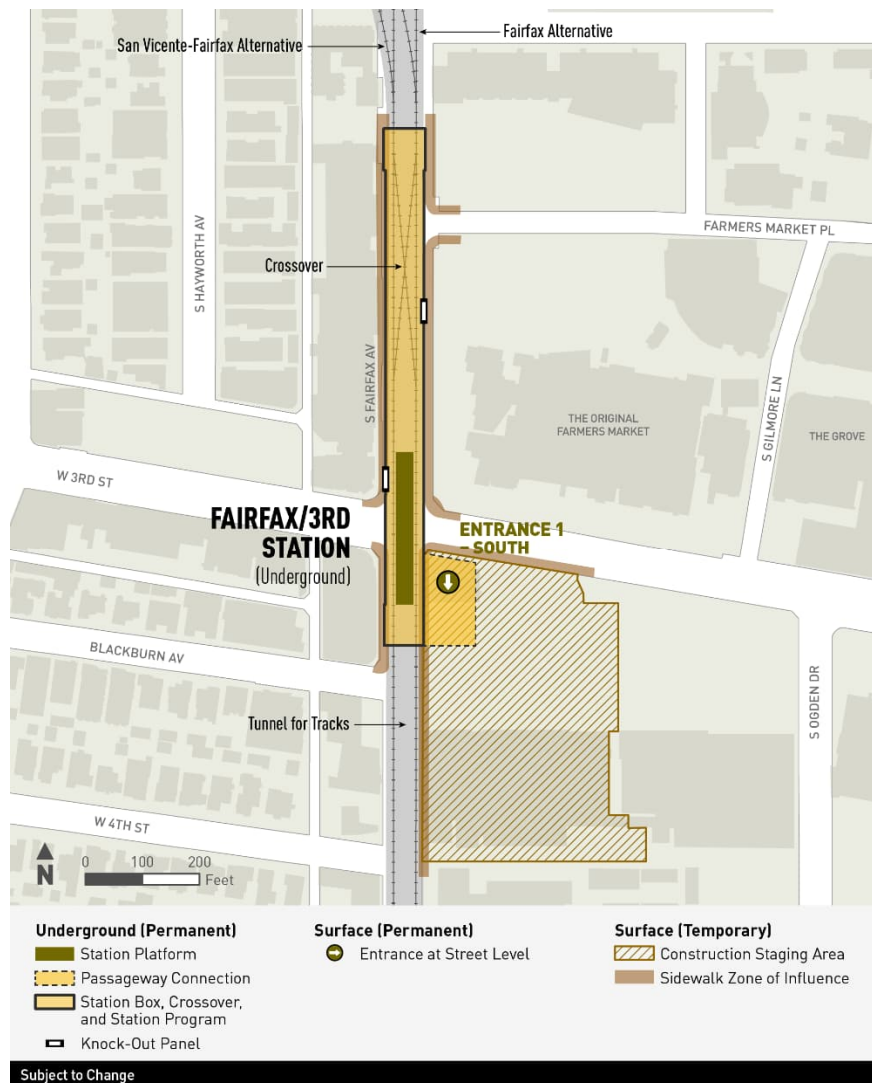 San Vicente-Fairfax Alternative
Fairfax Alternative
S HAYWORTH AV
FARMERS MARKET PL
Crossover
S FAIRFAX AV
THE ORIGINAL
FARMERS MARKET
S GILMORE LN
THE GROVE
W 3RD ST
FAIRFAX/3RD
STATION
(Underground)
ENTRANCE 1
– SOUTH
BLACKBURN AV
Tunnel for Tracks
S OGDEN DR
W 4TH ST
N
0 100 200
Feet
Underground (Permanent)
Station Platform
Passageway Connection
Station Box, Crossover,
and Station Program
Knock-Out Panel
Surface (Permanent)
Entrance at Street Level
Surface (Temporary)
Construction Staging Area
Sidewalk Zone of Influence
Subject to Change